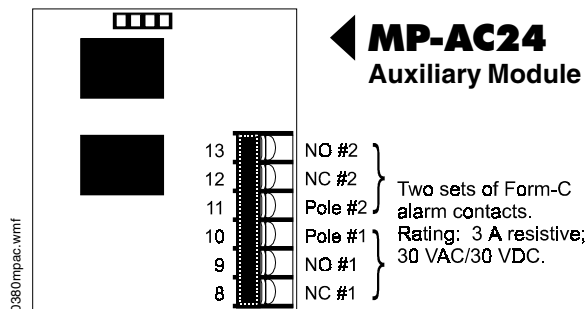 MP-AC24
Auxiliary Module
13 NO #2
12 NC #2
11 Pole #2
10 Pole #1
9 NO #1
8 NC #1
Two sets of Form-C
alarm contacts.
Rating: 3 A resistive;
30 VAC/30 VDC.
0380mpac.wmf